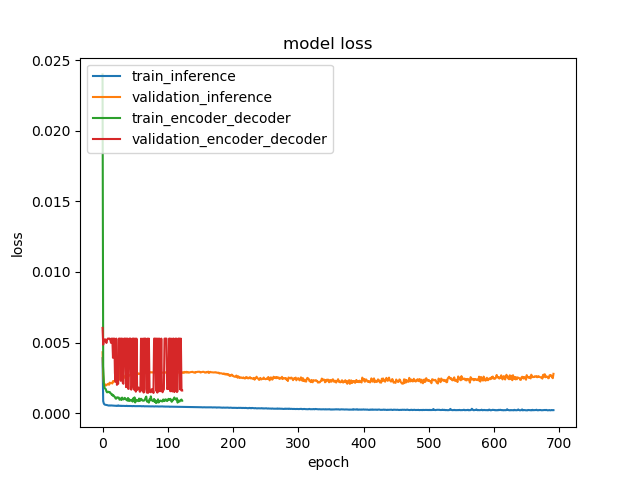 model loss
train_inference
validation_inference
train_encoder_decoder
validation_encoder_decoder
0.025
0.020
0.015
0.010
0.005
0.000
loss
0 100 200 300 400 500 600 700
epoch